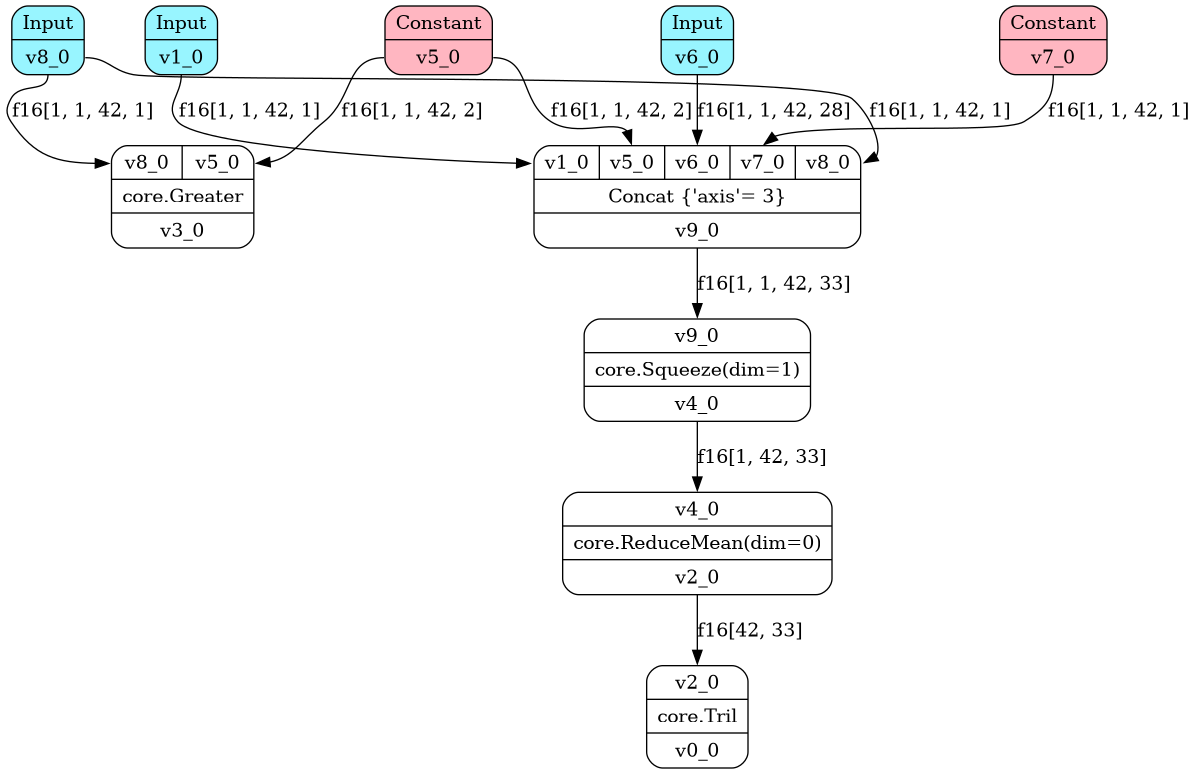 Input
v8_0
Input
v1_0
Constant
v5_0
Input
v6_0
Constant
v7_0
f16[1, 1, 42, 1]
f16[1, 1, 42, 1]
f16[1, 1, 42, 2]
f16[1, 1, 42, 2]
f16[1, 1, 42, 28]
f16[1, 1, 42, 1]
f16[1, 1, 42, 1]
v8_0 v5_0
core.Greater
v3_0
v1_0 v5_0 v6_0 v7_0 v8_0
Concat {'axis'= 3}
v9_0
f16[1, 1, 42, 33]
v9_0
core.Squeeze(dim=1)
v4_0
f16[1, 42, 33]
v4_0
core.ReduceMean(dim=0)
v2_0
f16[42, 33]
v2_0
core.Tril
v0_0